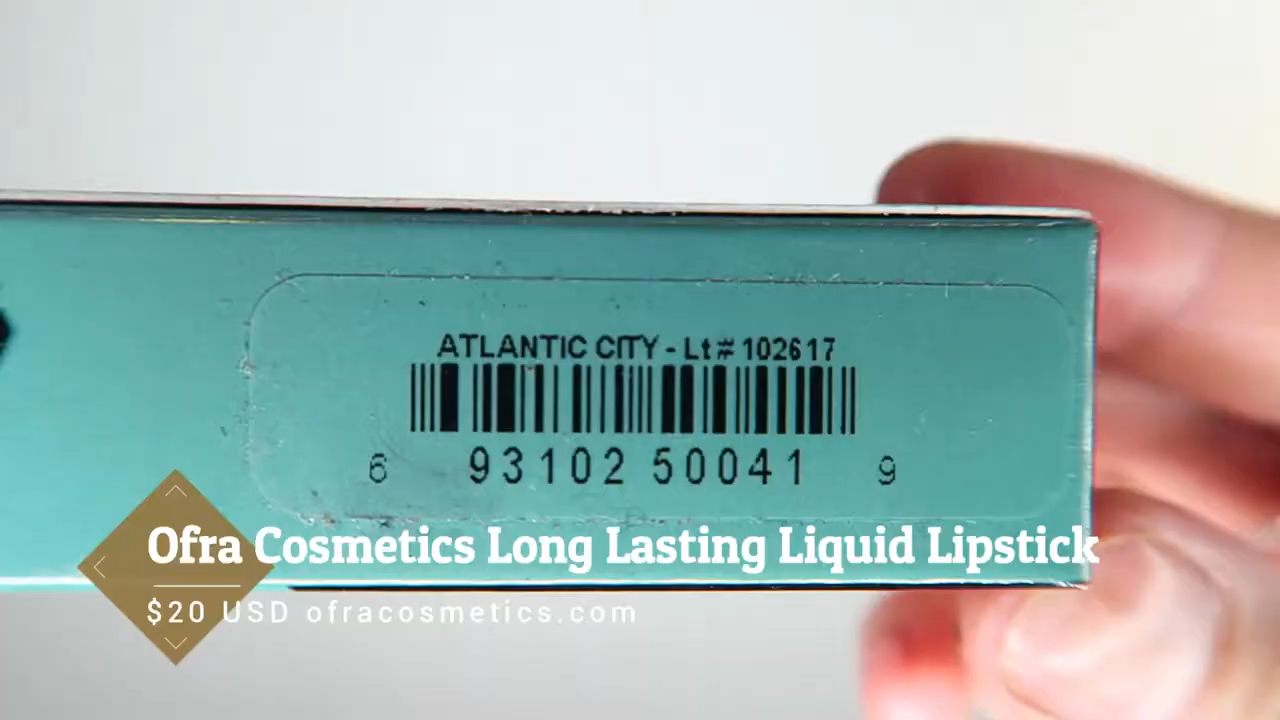 ATLANTIC CITY - Lt # 102617
6 93102 50041 9
Ofra Cosmetics Long Lasting Liquid Lipstick
$20 USD ofracosmetics.com